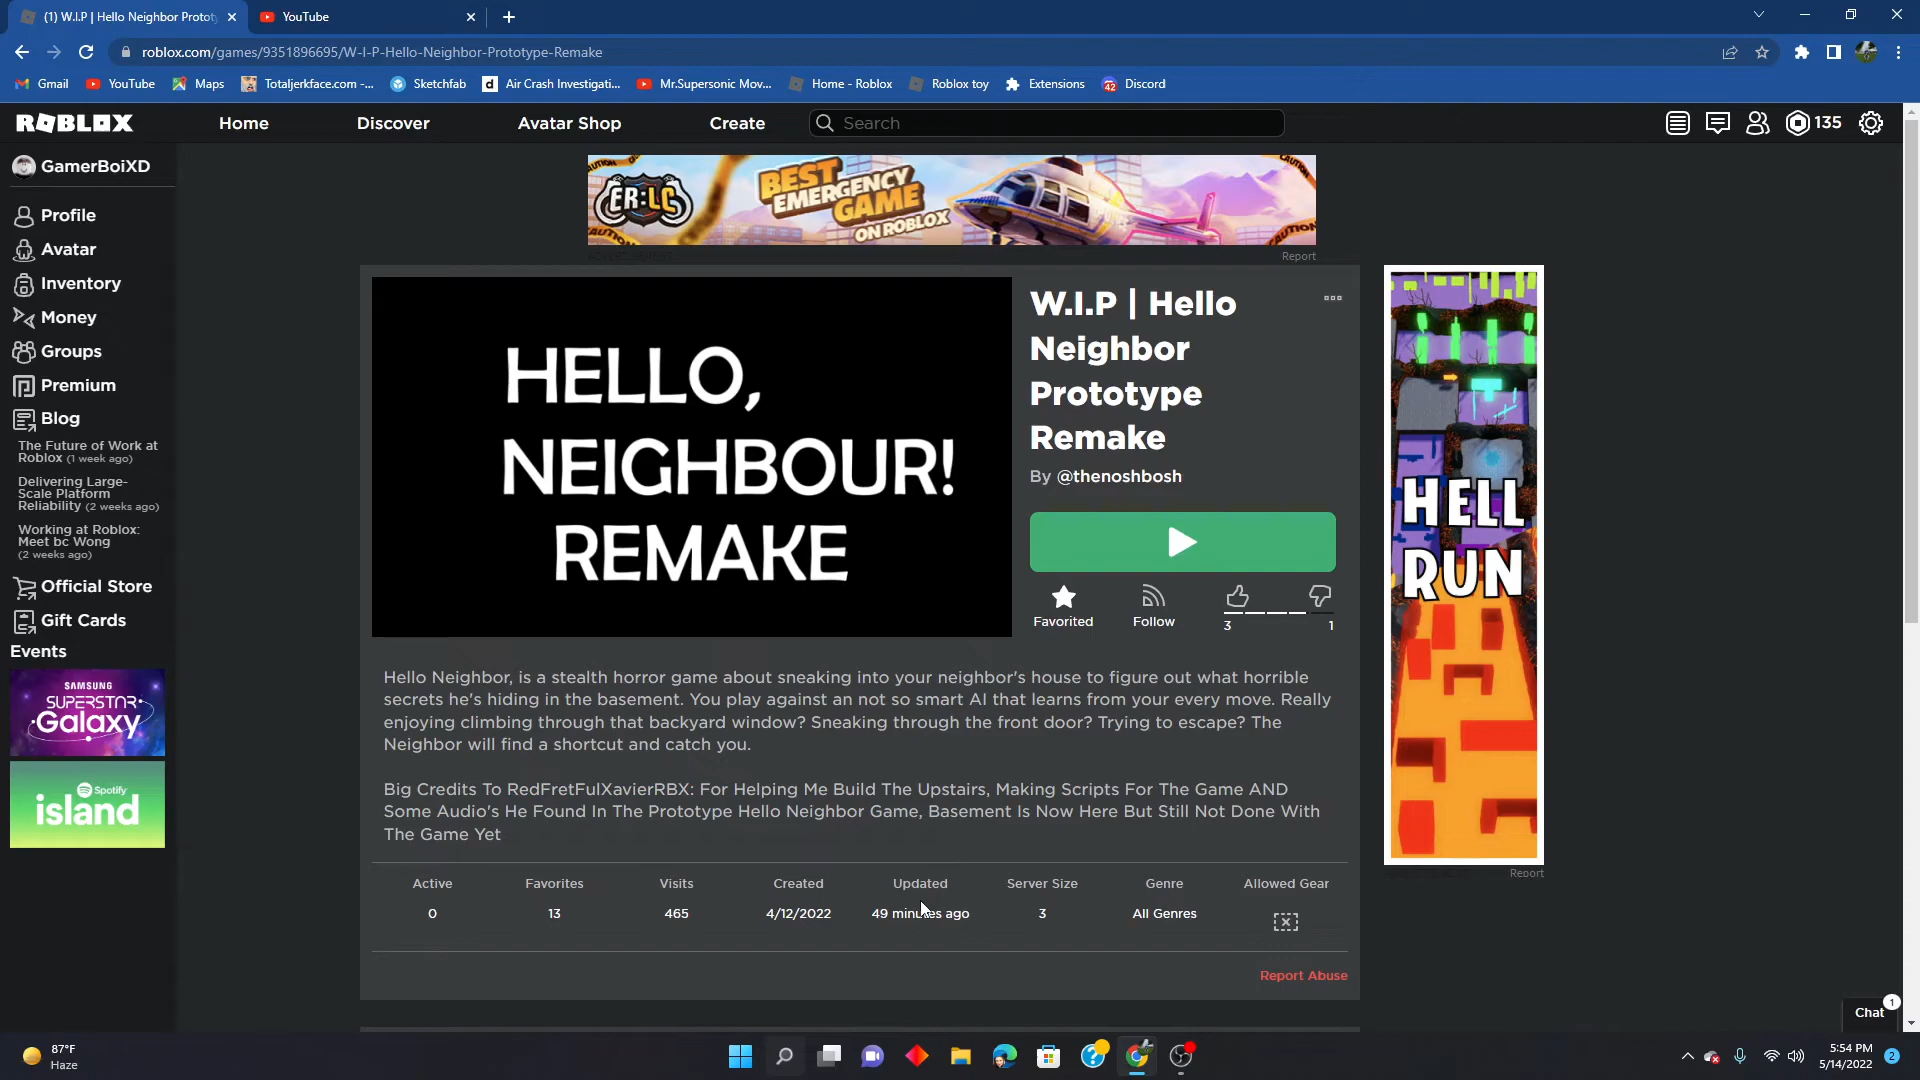 (1) W.I.P | Hello Neighbor Protot
YouTube
roblox.com/games/9351896695/W-I-P-Hello-Neighbor-Prototype-Remake
Gmail
YouTube
Maps
Totaljerkface.com -...
Sketchfab
d
Air Crash Investigati...
Mr.Supersonic Mov...
Home - Roblox
Roblox toy
Extensions
42
Discord
ROBLOX
Home
Discover
Avatar Shop
Create
Search
135
GamerBoiXD
Profile
Avatar
Inventory
Money
Groups
Premium
Blog
The Future of Work at
Roblox (1 week ago)
Delivering Large-
Scale Platform
Reliability (2 weeks ago)
Working at Roblox:
Meet bc Wong
(2 weeks ago)
Official Store
Gift Cards
Events
SAMSUNG
SUPERSTAR
Galaxy
Spotify
island
CAUTION
ER:LC
BEST
EMERGENCY
GAME
ON ROBLOX
ADVERTISEMENT
Report
HELLO,
NEIGHBOUR!
REMAKE
W.I.P | Hello
Neighbor
Prototype
Remake
By @thenoshbosh
Favorited
Follow
3
1
Hello Neighbor, is a stealth horror game about sneaking into your neighbor's house to figure out what horrible
secrets he's hiding in the basement. You play against an not so smart AI that learns from your every move. Really
enjoying climbing through that backyard window? Sneaking through the front door? Trying to escape? The
Neighbor will find a shortcut and catch you.
Big Credits To RedFretFulXavierRBX: For Helping Me Build The Upstairs, Making Scripts For The Game AND
Some Audio's He Found In The Prototype Hello Neighbor Game, Basement Is Now Here But Still Not Done With
The Game Yet
Active
Favorites
Visits
Created
Updated
Server Size
Genre
Allowed Gear
0
13
465
4/12/2022
49 minutes ago
3
All Genres
Report Abuse
HELL
RUN
Report
Chat
1
87°F
Haze
5:54 PM
5/14/2022
2